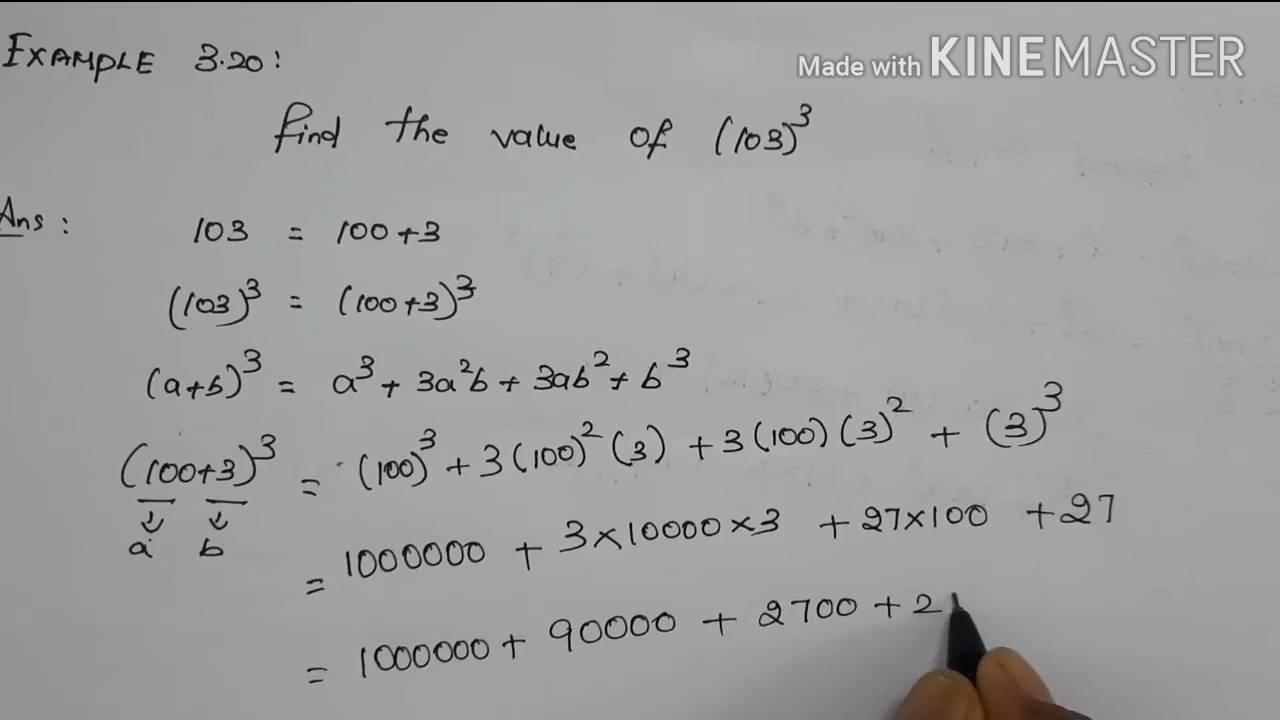 Made with KINEMASTER
EXAMPLE 3.20:
Find the value of (103)³
Ans: 103 = 100+3
(103)³ = (100+3)³
(a+b)³ = a³ + 3a²b + 3ab² + b³
(100+3)³ = (100)³ + 3(100)²(3) + 3(100)(3)² + (3)³
a b
= 1000000 + 3×10000×3 + 27×100 + 27
= 1000000 + 90000 + 2700 + 2